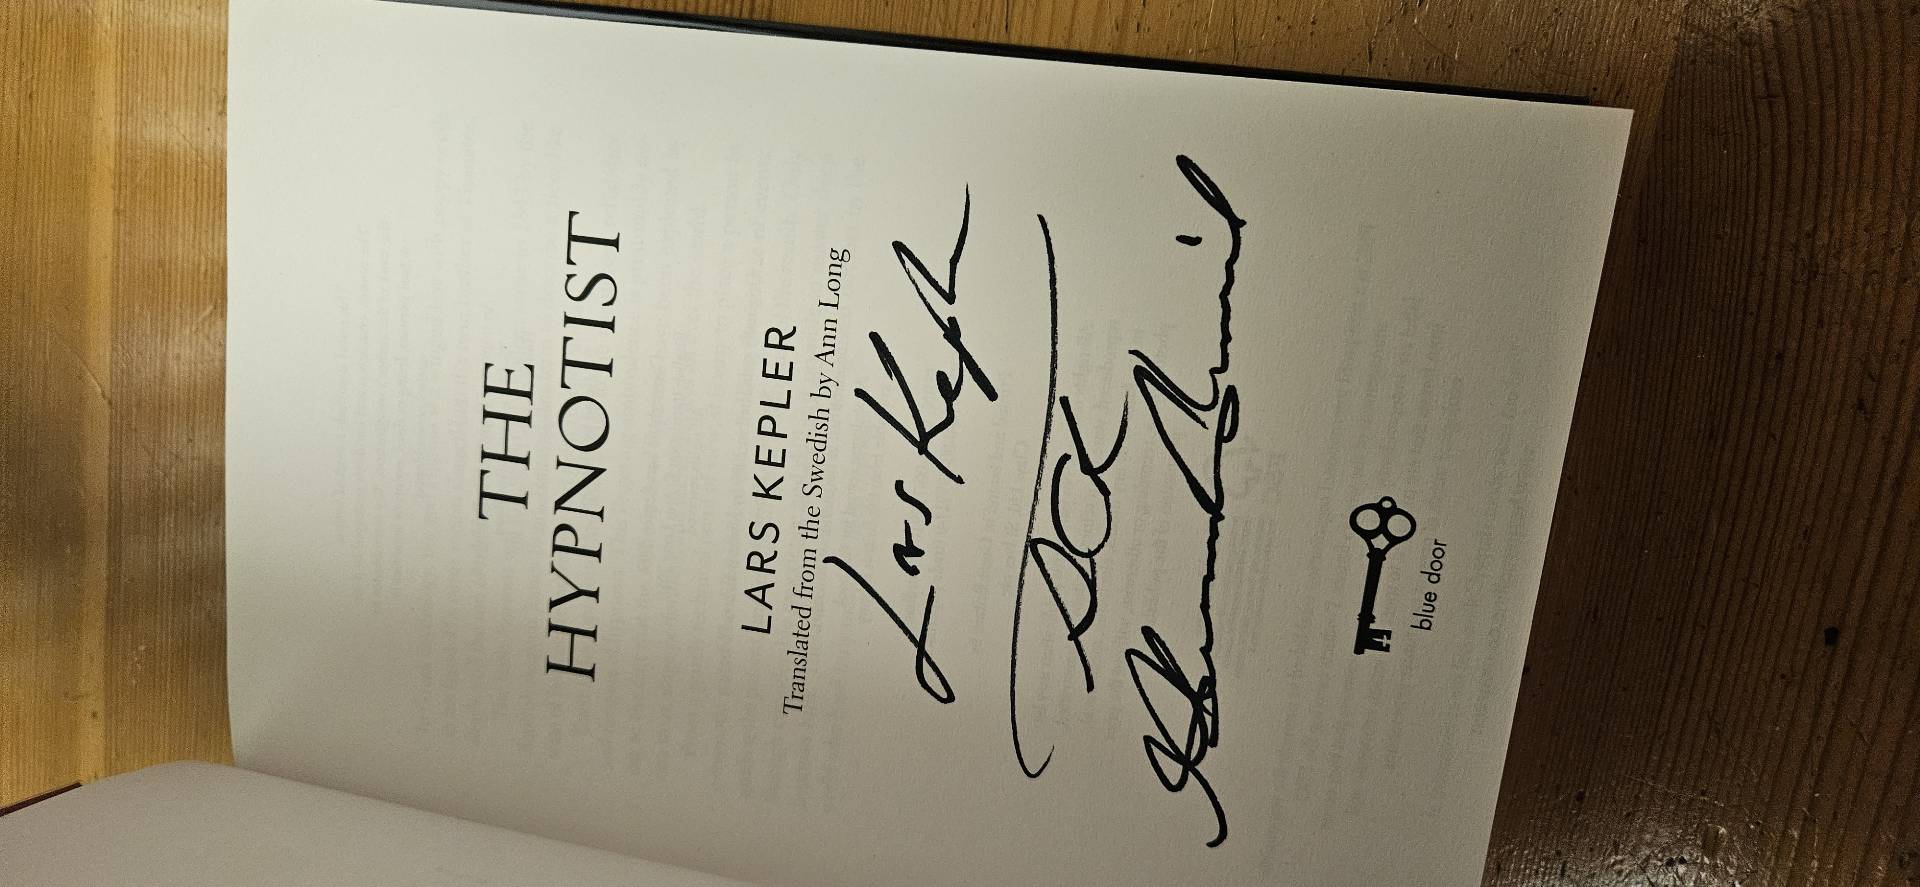 THE
HYPNOTIST
LARS KEPLER
Translated from the Swedish by Ann Long
Lars Kepler
blue door